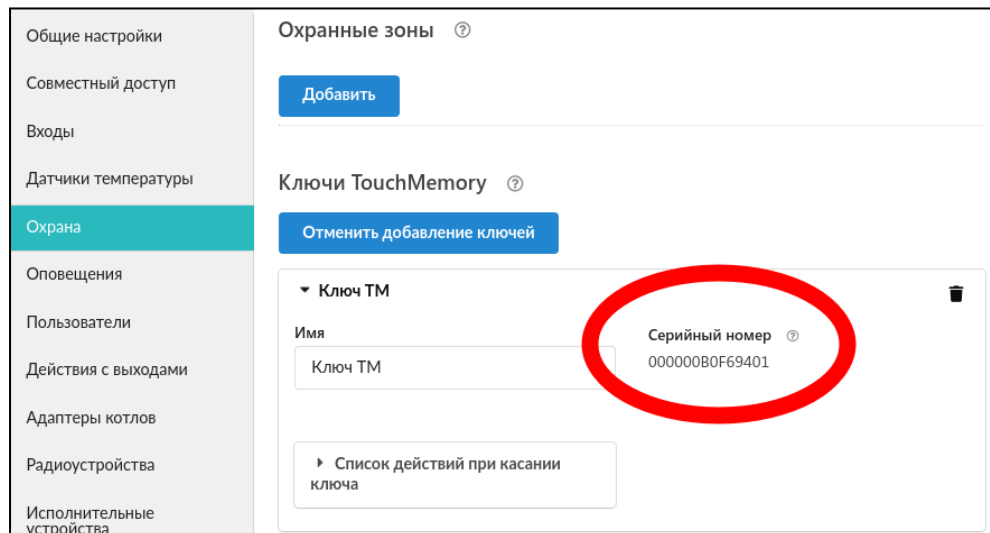 Общие настройки
Совместный доступ
Входы
Датчики температуры
Охрана
Оповещения
Пользователи
Действия с выходами
Адаптеры котлов
Радиоустройства
Исполнительные
устройства
Охранные зоны ?
Добавить
Ключи TouchMemory ?
Отменить добавление ключей
Ключ ТМ
Имя
Ключ ТМ
Серийный номер ?
000000B0F69401
Список действий при касании
ключа